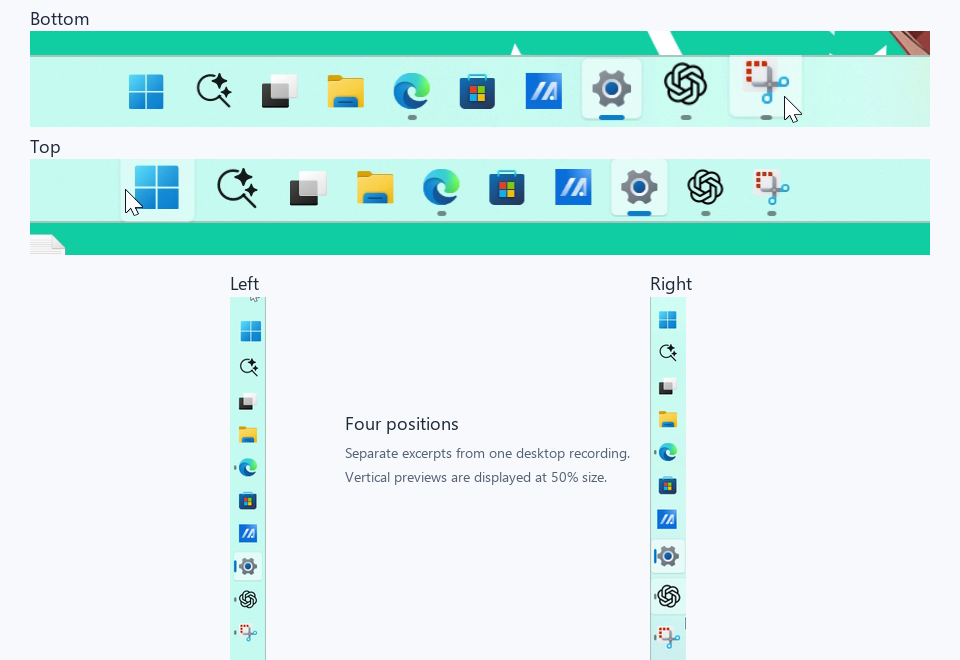 Bottom
Top
Left
Right
Four positions
Separate excerpts from one desktop recording.
Vertical previews are displayed at 50% size.